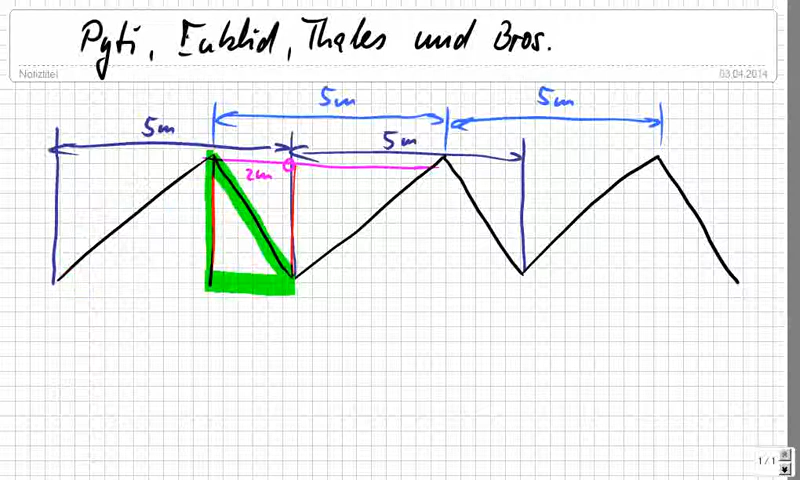 Pyti, Euklid, Thales und Bros.
Notiztitel
03.04.2014
5m
5m
5m
5m
2m
1/1